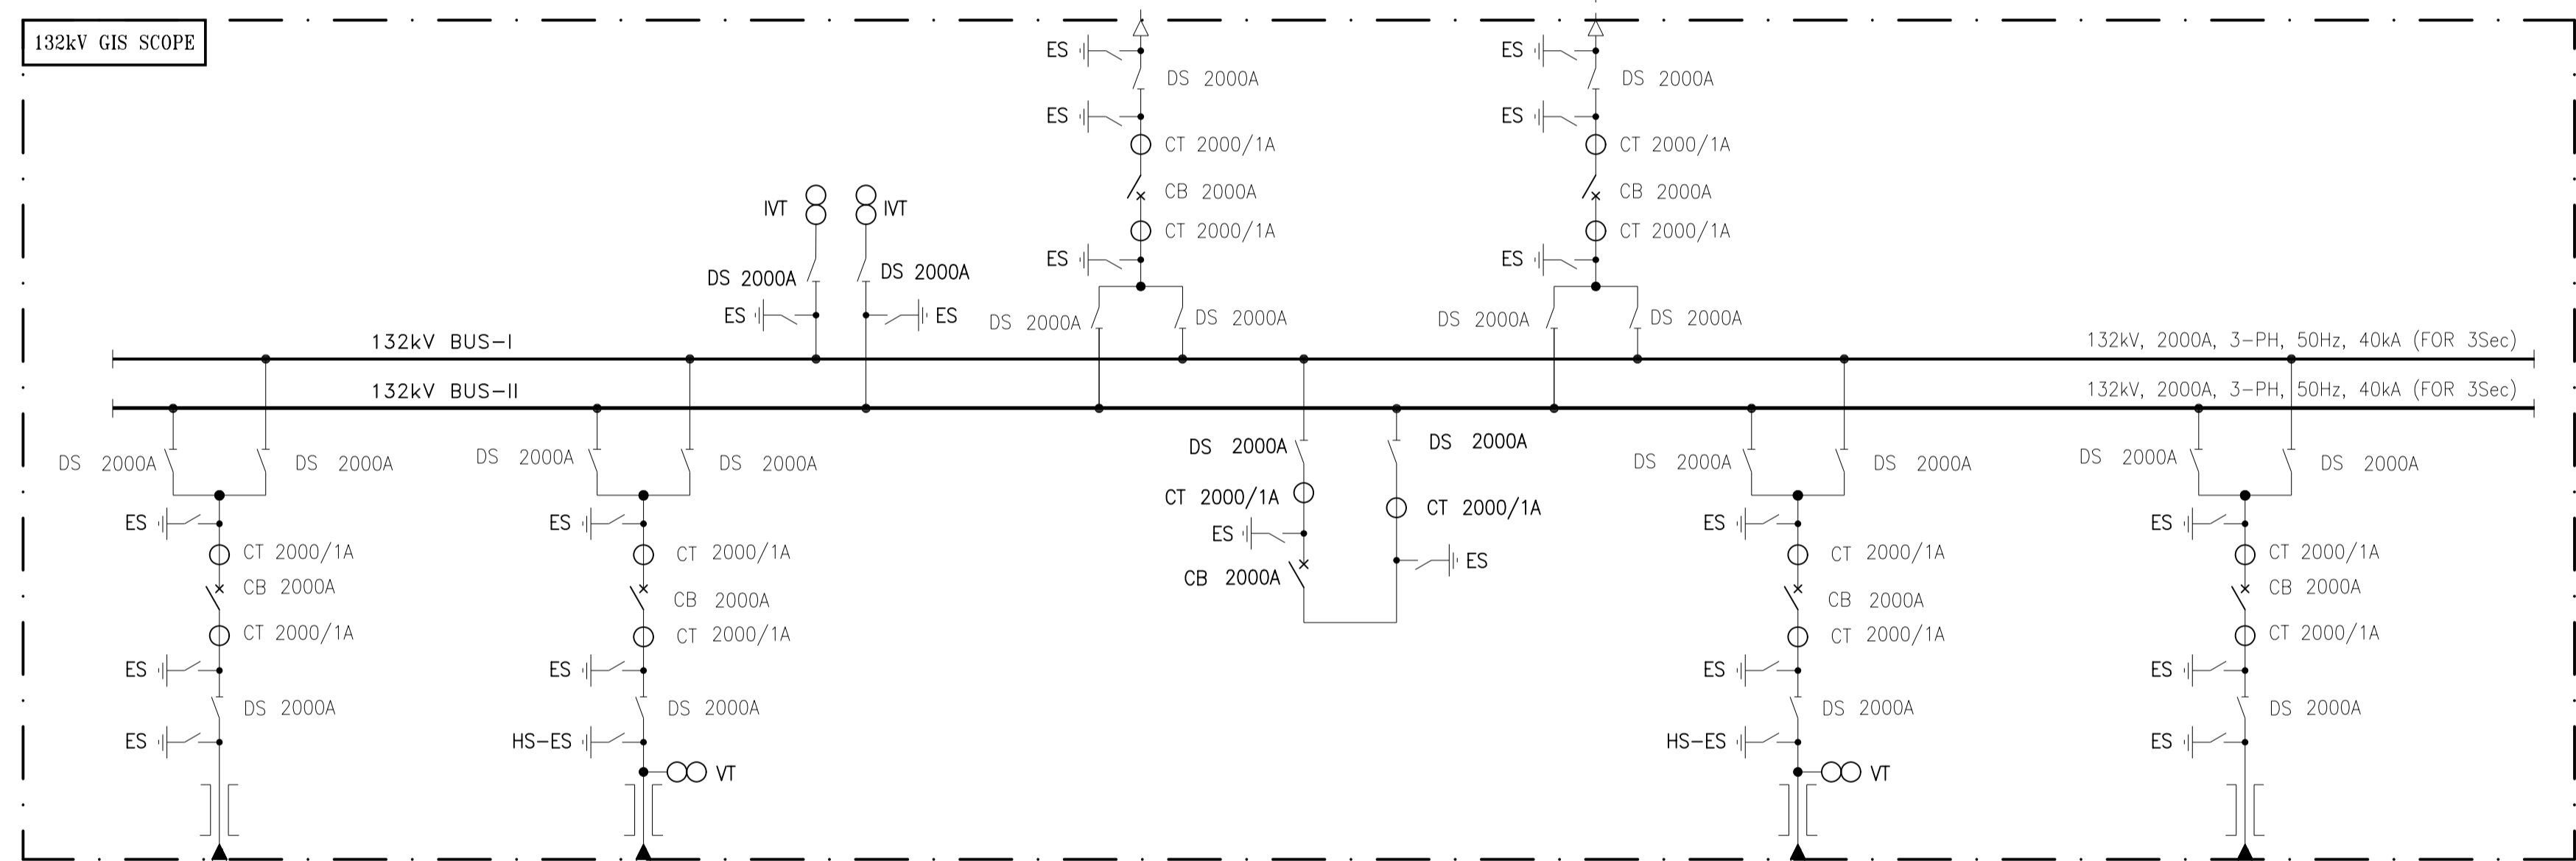 132kV GIS SCOPE
ES
DS 2000A
ES
CT 2000/1A
CB 2000A
CT 2000/1A
ES
DS 2000A
DS 2000A
ES
DS 2000A
ES
CT 2000/1A
CB 2000A
CT 2000/1A
ES
DS 2000A
DS 2000A
IVT
IVT
DS 2000A
DS 2000A
ES
ES
132kV BUS-I
132kV, 2000A, 3-PH, 50Hz, 40kA (FOR 3Sec)
132kV BUS-II
132kV, 2000A, 3-PH, 50Hz, 40kA (FOR 3Sec)
DS 2000A
DS 2000A
ES
CT 2000/1A
CB 2000A
CT 2000/1A
ES
DS 2000A
ES
DS 2000A
DS 2000A
ES
CT 2000/1A
CB 2000A
CT 2000/1A
ES
DS 2000A
HS-ES
VT
DS 2000A
DS 2000A
CT 2000/1A
CT 2000/1A
ES
ES
CB 2000A
DS 2000A
DS 2000A
ES
CT 2000/1A
CB 2000A
CT 2000/1A
ES
DS 2000A
HS-ES
VT
DS 2000A
DS 2000A
ES
CT 2000/1A
CB 2000A
CT 2000/1A
ES
DS 2000A
ES